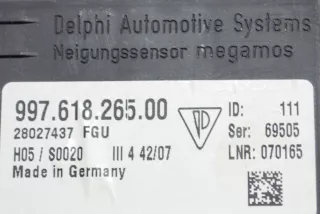 Delphi Automotive Systems
Neigungssensor megamos
997.618.265.00
ID: 111
28027437 FGU
Ser: 69505
H05 / S0020 III 4 42/07
LNR: 070165
Made in Germany